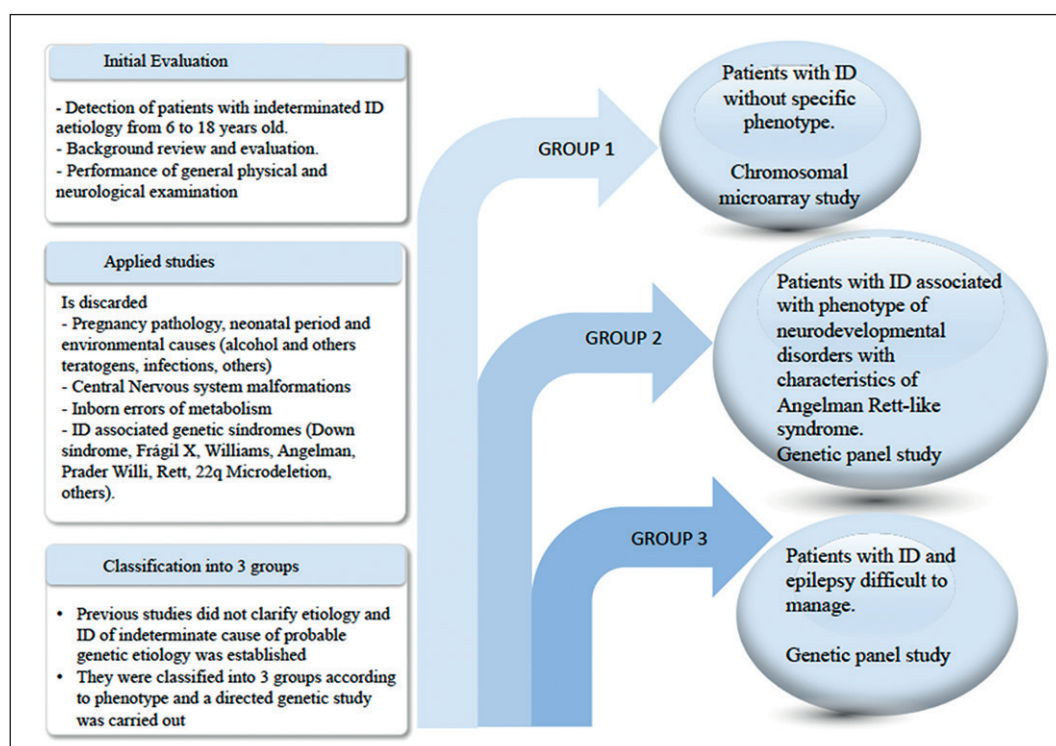 Initial Evaluation
- Detection of patients with indeterminated ID
aetiology from 6 to 18 years old.
- Background review and evaluation.
- Performance of general physical and
neurological examination
Applied studies
Is discarded
- Pregnancy pathology, neonatal period and
environmental causes (alcohol and others
teratogens, infections, others)
- Central Nervous system malformations
- Inborn errors of metabolism
- ID associated genetic síndromes (Down
síndrome, Frágil X, Williams, Angelman,
Prader Willi, Rett, 22q Microdeletion,
others).
Classification into 3 groups
• Previous studies did not clarify etiology and
ID of indeterminate cause of probable
genetic etiology was established
• They were classified into 3 groups according
to phenotype and a directed genetic study
was carried out
GROUP 1
Patients with ID
without specific
phenotype.
Chromosomal
microarray study
GROUP 2
Patients with ID associated
with phenotype of
neurodevelopmental
disorders with
characteristics of
Angelman Rett-like
syndrome.
Genetic panel study
GROUP 3
Patients with ID and
epilepsy difficult to
manage.
Genetic panel study